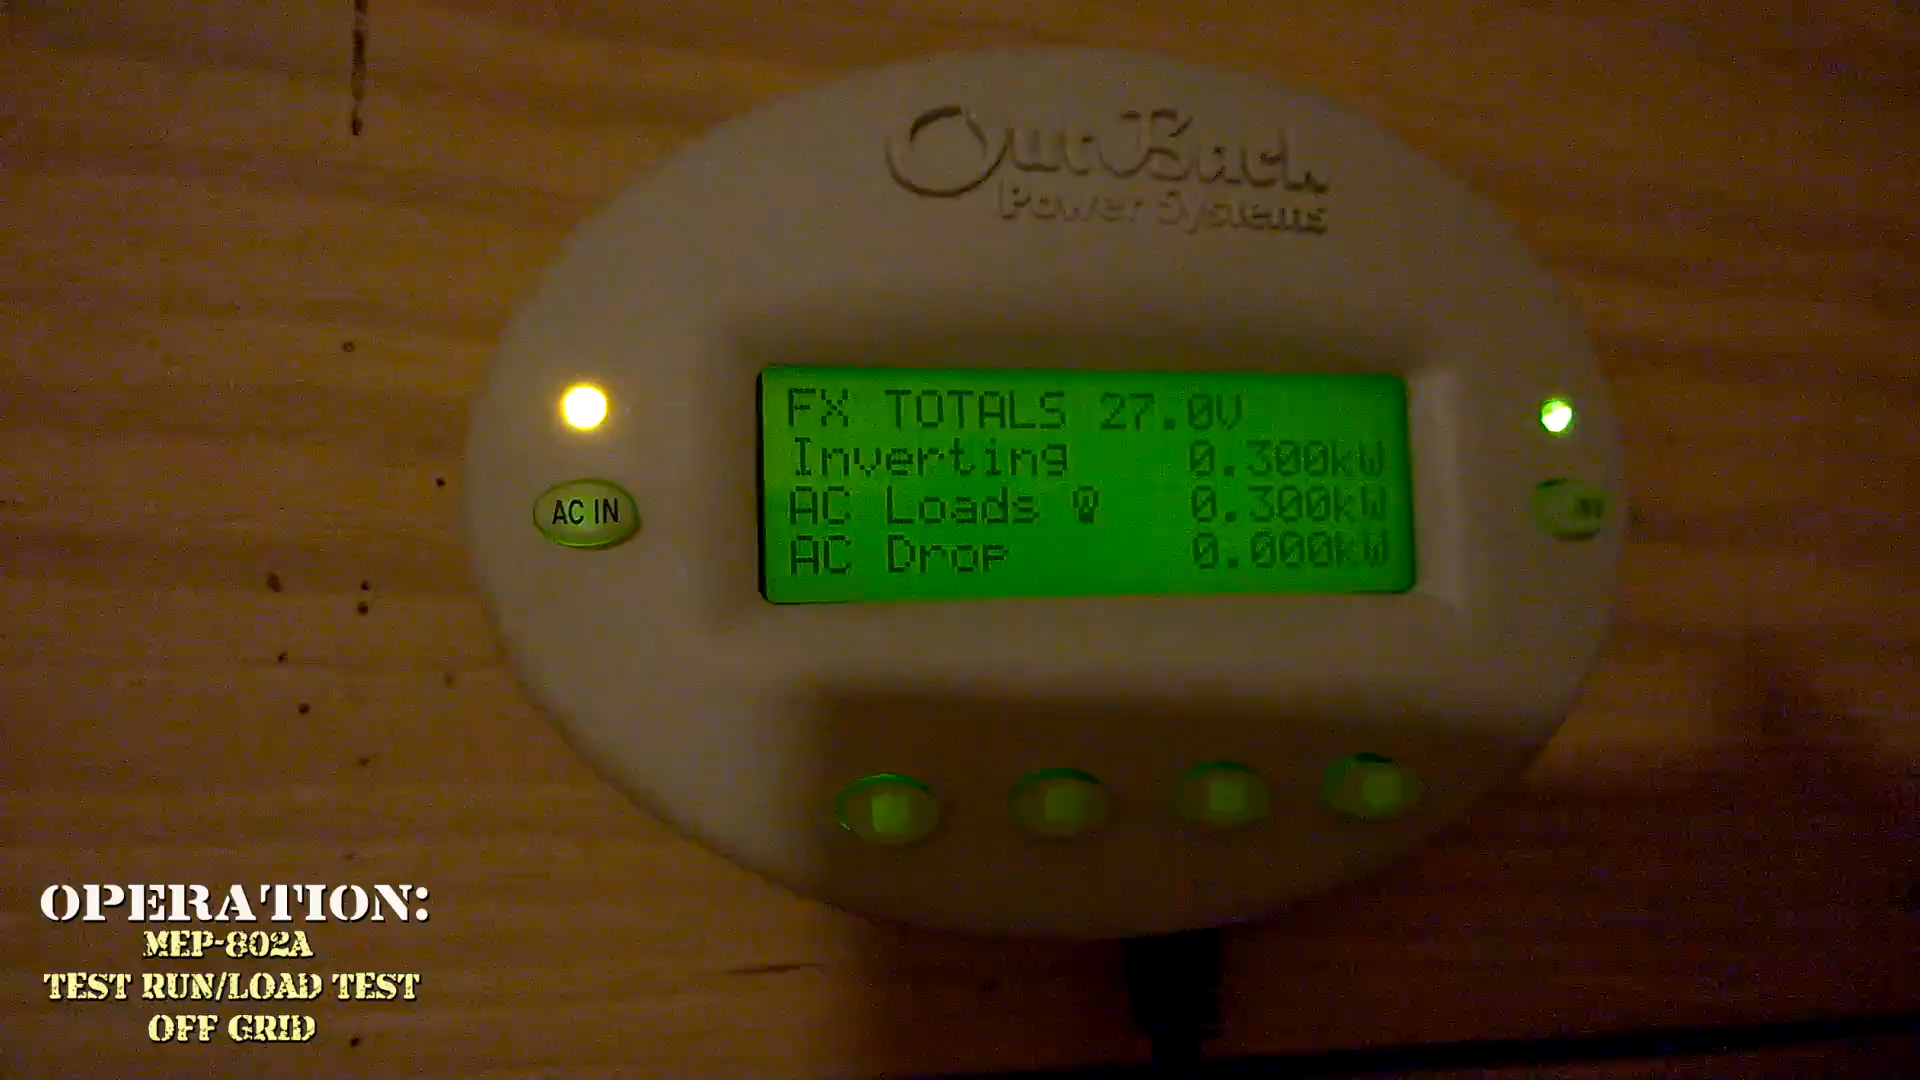 OutBack
Power Systems
FX TOTALS 27.0V
Inverting 0.300kW
AC Loads 0.300kW
AC Drop 0.000kW
AC IN
OPERATION:
MEP-802A
TEST RUN/LOAD TEST
OFF GRID